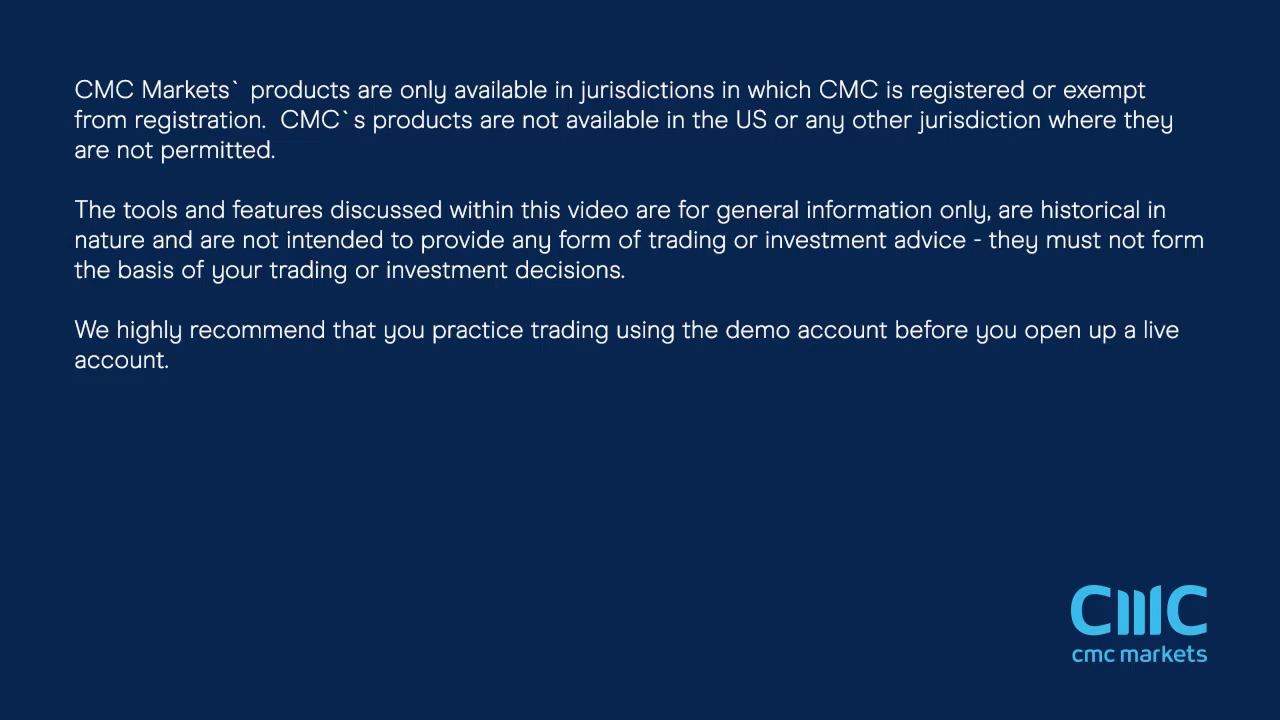 CMC Markets` products are only available in jurisdictions in which CMC is registered or exempt
from registration.  CMC`s products are not available in the US or any other jurisdiction where they
are not permitted.
The tools and features discussed within this video are for general information only, are historical in
nature and are not intended to provide any form of trading or investment advice - they must not form
the basis of your trading or investment decisions.
We highly recommend that you practice trading using the demo account before you open up a live
account.
CMC
cmc markets